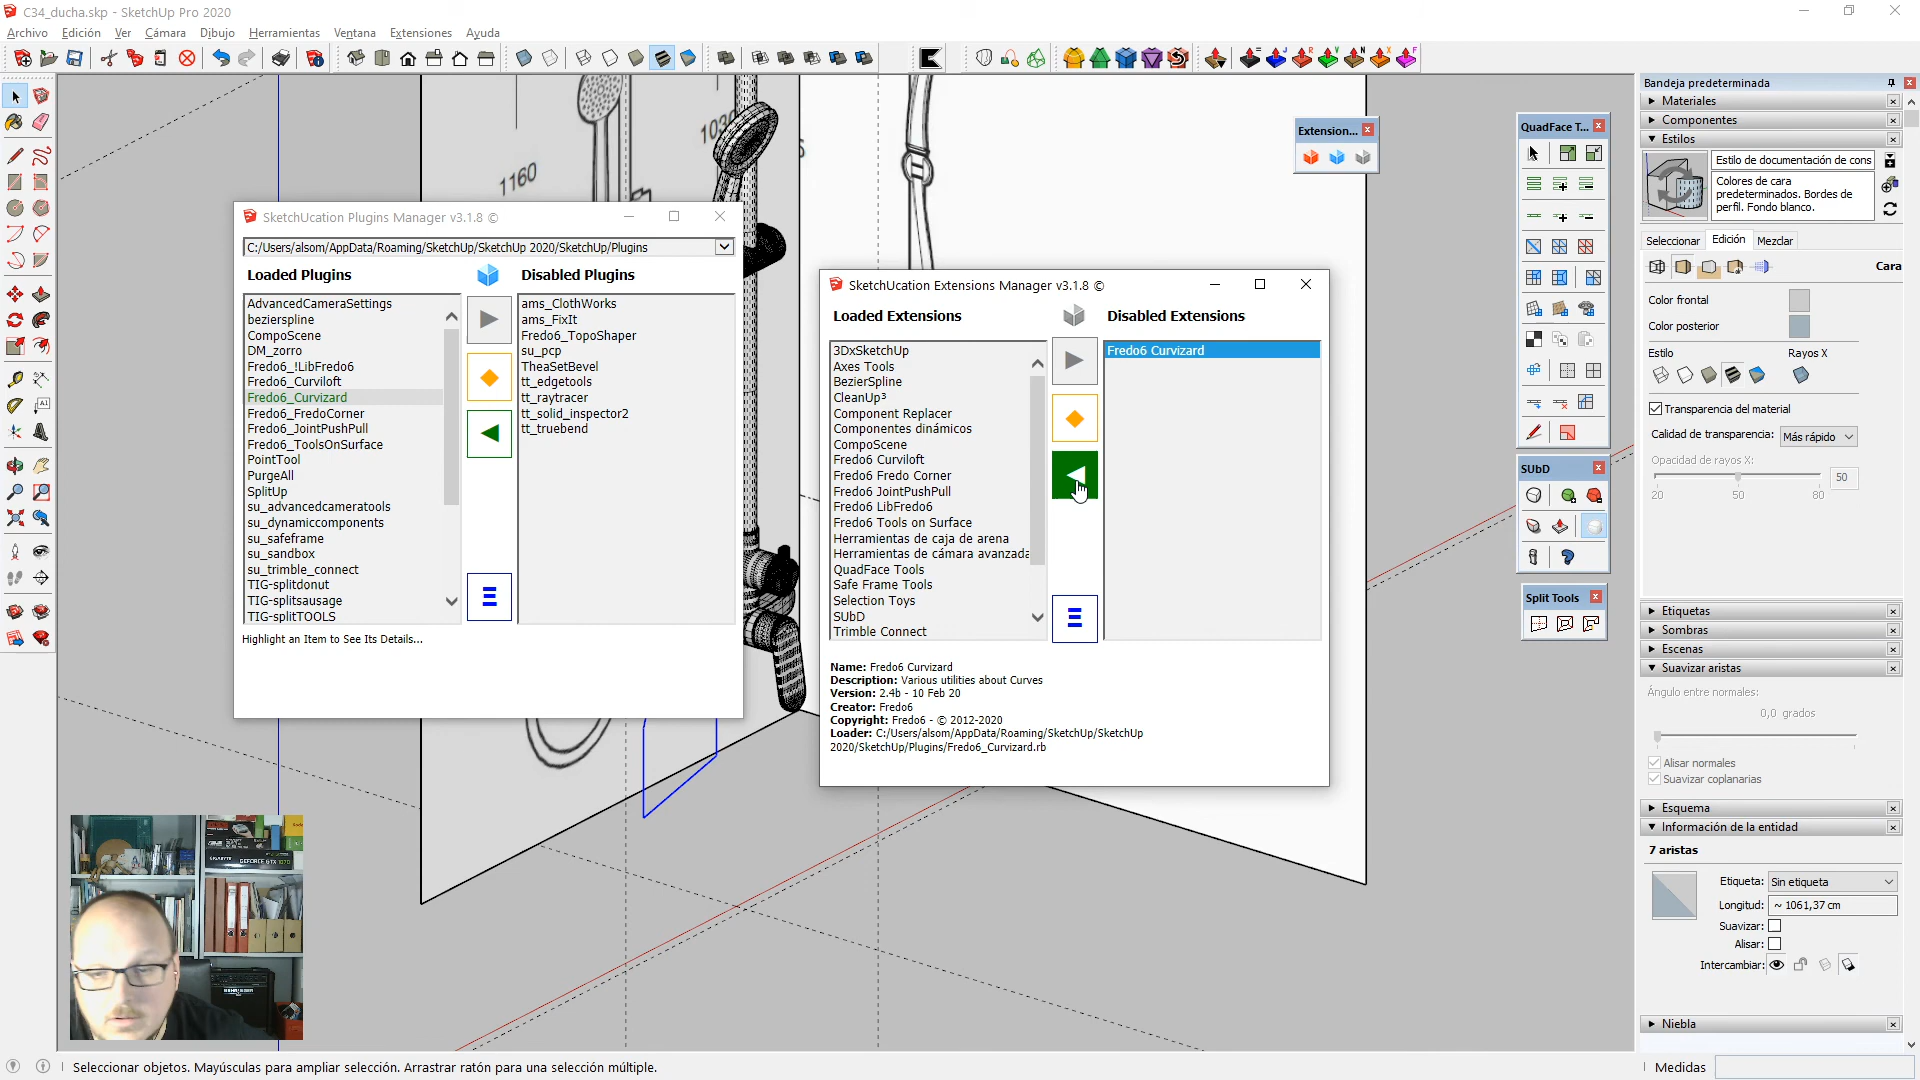 C34_ducha.skp - SketchUp Pro 2020
Archivo Edición Ver Cámara Dibujo Herramientas Ventana Extensiones Ayuda
1160
1030
SketchUcation Plugins Manager v3.1.8 ©
C:/Users/alsom/AppData/Roaming/SketchUp/SketchUp 2020/SketchUp/Plugins
Loaded Plugins
Disabled Plugins
AdvancedCameraSettings
bezierspline
CompoScene
DM_zorro
Fredo6_!LibFredo6
Fredo6_Curviloft
Fredo6_Curvizard
Fredo6_FredoCorner
Fredo6_JointPushPull
Fredo6_ToolsOnSurface
PointTool
PurgeAll
SplitUp
su_advancedcameratools
su_dynamiccomponents
su_safeframe
su_sandbox
su_trimble_connect
TIG-splitdonut
TIG-splitsausage
TIG-splitTOOLS
ams_ClothWorks
ams_FixIt
Fredo6_TopoShaper
su_pcp
TheaSetBevel
tt_edgetools
tt_raytracer
tt_solid_inspector2
tt_truebend
Highlight an Item to See Its Details...
SketchUcation Extensions Manager v3.1.8 ©
Loaded Extensions
Disabled Extensions
3DxSketchUp
Axes Tools
BezierSpline
CleanUp³
Component Replacer
Componentes dinámicos
CompoScene
Fredo6 Curviloft
Fredo6 Fredo Corner
Fredo6 JointPushPull
Fredo6 LibFredo6
Fredo6 Tools on Surface
Herramientas de caja de arena
Herramientas de cámara avanzada
QuadFace Tools
Safe Frame Tools
Selection Toys
SUbD
Trimble Connect
Fredo6 Curvizard
Name: Fredo6 Curvizard
Description: Various utilities about Curves
Version: 2.4b - 10 Feb 20
Creator: Fredo6
Copyright: Fredo6 - © 2012-2020
Loader: C:/Users/alsom/AppData/Roaming/SketchUp/SketchUp
2020/SketchUp/Plugins/Fredo6_Curvizard.rb
Extension...
QuadFace T...
SUbD
Split Tools
Bandeja predeterminada
Materiales
Componentes
Estilos
Estilo de documentación de cons
Colores de cara
predeterminados. Bordes de
perfil. Fondo blanco.
Seleccionar Edición Mezclar
Cara
Color frontal
Color posterior
Estilo
Rayos X
Transparencia del material
Calidad de transparencia: Más rápido
Opacidad de rayos X:
50
20 50 80
Etiquetas
Sombras
Escenas
Suavizar aristas
Ángulo entre normales:
0,0 grados
Alisar normales
Suavizar coplanarias
Esquema
Información de la entidad
7 aristas
Etiqueta: Sin etiqueta
Longitud: ~ 1061,37 cm
Suavizar:
Alisar:
Intercambiar:
Niebla
GEFORCE GTX 1070
Seleccionar objetos. Mayúsculas para ampliar selección. Arrastrar ratón para una selección múltiple.
Medidas